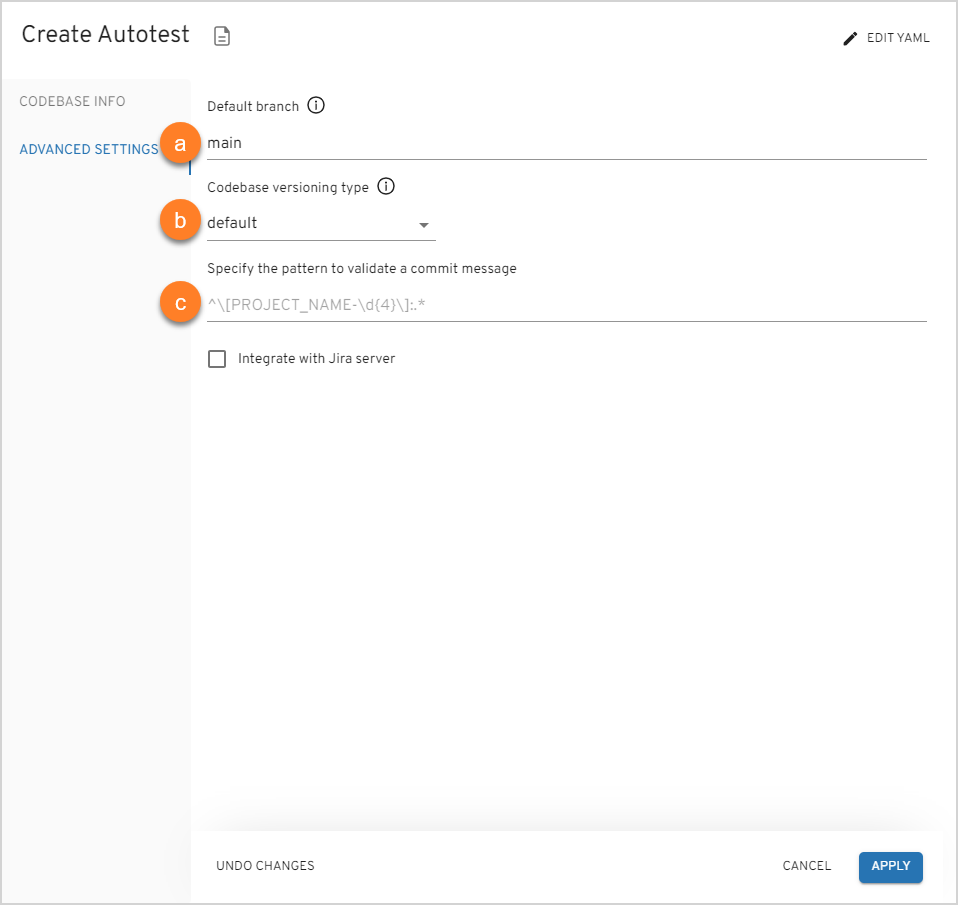 Create Autotest
EDIT YAML
CODEBASE INFO
ADVANCED SETTINGS
Default branch
a
main
Codebase versioning type
b
default
Specify the pattern to validate a commit message
c
^\[PROJECT_NAME-\d{4}\]:.*
Integrate with Jira server
UNDO CHANGES
CANCEL
APPLY